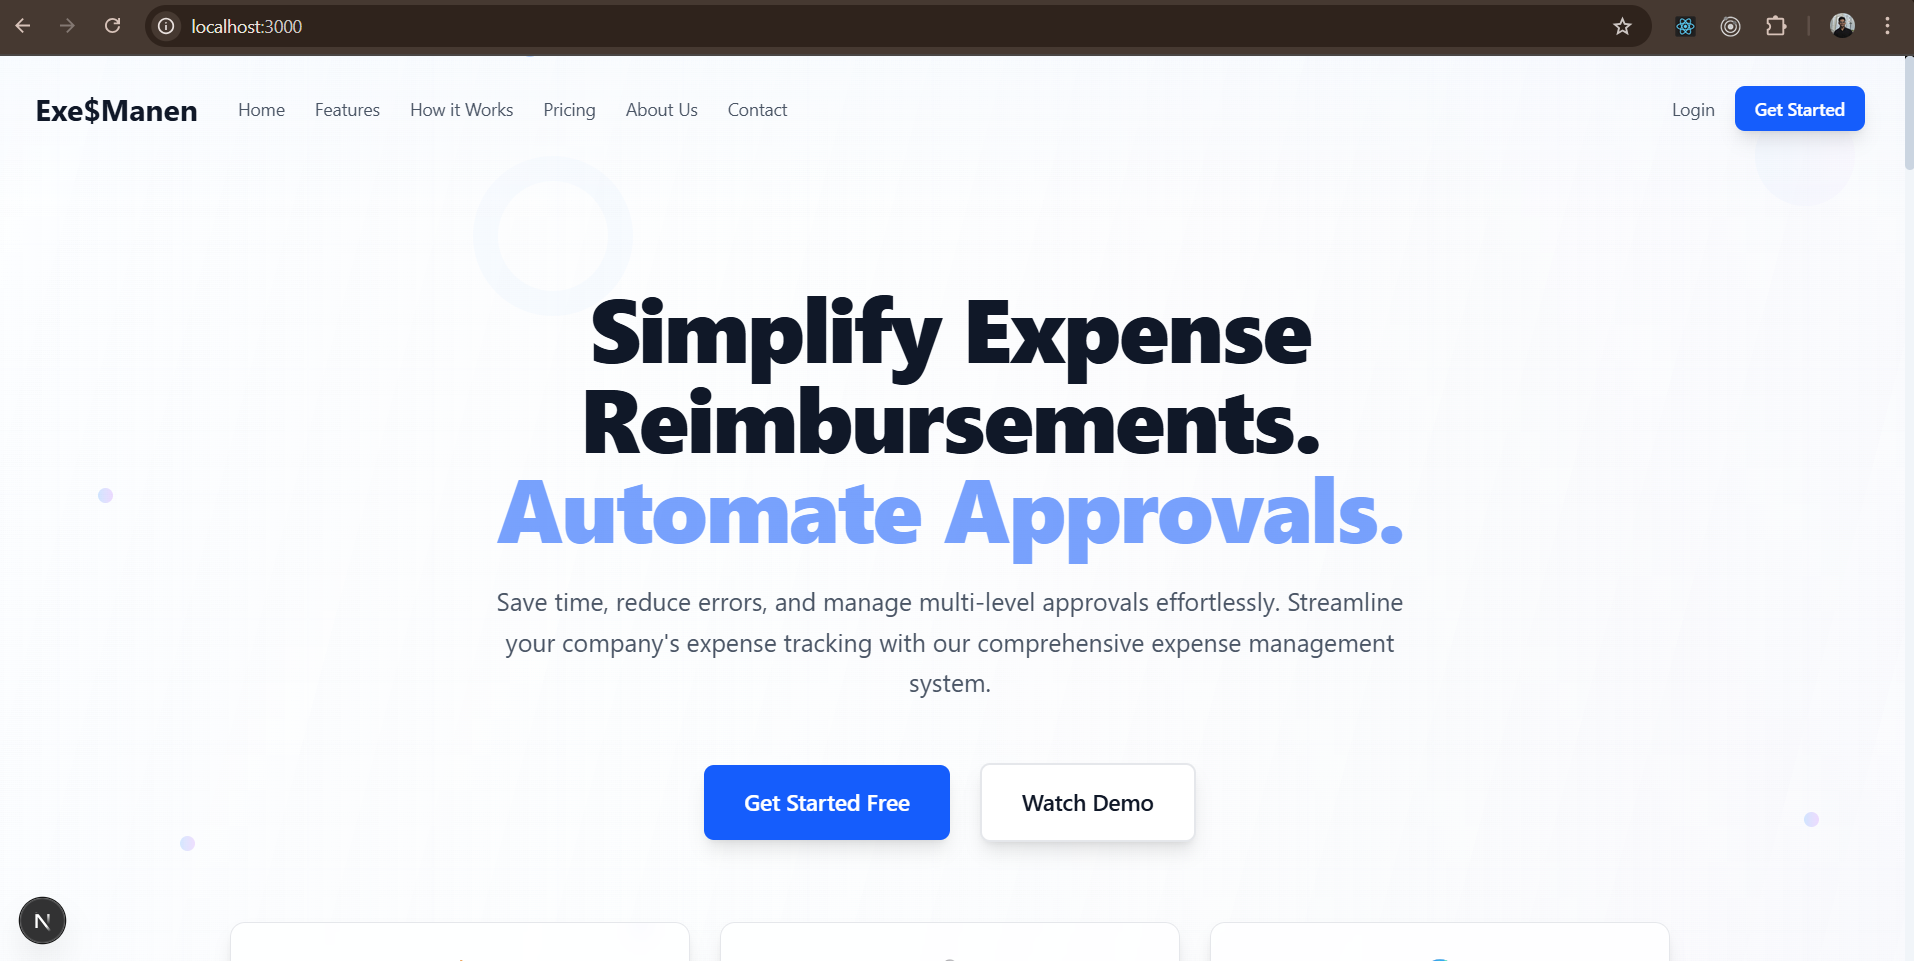 localhost:3000
Exe$Manen
Home
Features
How it Works
Pricing
About Us
Contact
Login
Get Started
Simplify Expense
Reimbursements.
Automate Approvals.
Save time, reduce errors, and manage multi-level approvals effortlessly. Streamline
your company's expense tracking with our comprehensive expense management
system.
Get Started Free
Watch Demo
N